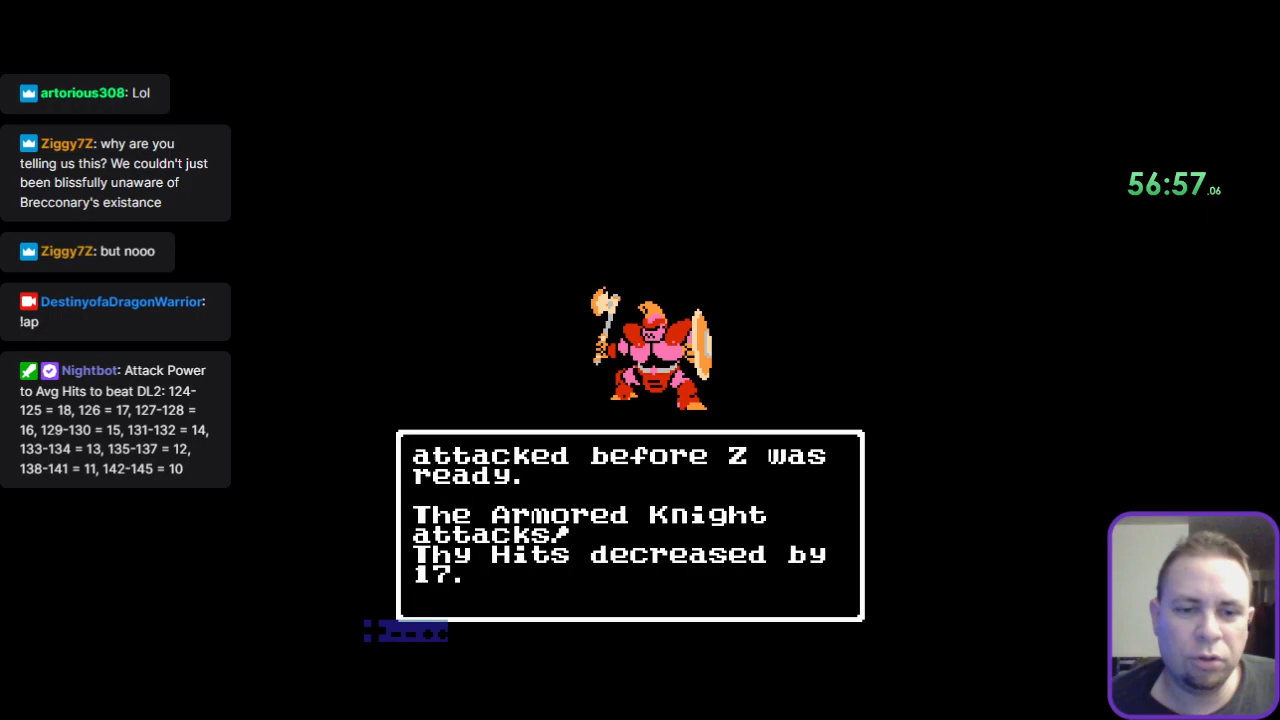 artorious308: Lol
Ziggy7Z: why are you
telling us this? We couldn't just
been blissfully unaware of
Brecconary's existance
Ziggy7Z: but nooo
DestinyofaDragonWarrior:
!ap
Nightbot: Attack Power
to Avg Hits to beat DL2: 124-
125 = 18, 126 = 17, 127-128 =
16, 129-130 = 15, 131-132 = 14,
133-134 = 13, 135-137 = 12,
138-141 = 11, 142-145 = 10
56:57.06
attacked before Z was
ready.
The Armored Knight
attacks!
Thy Hits decreased by
17.